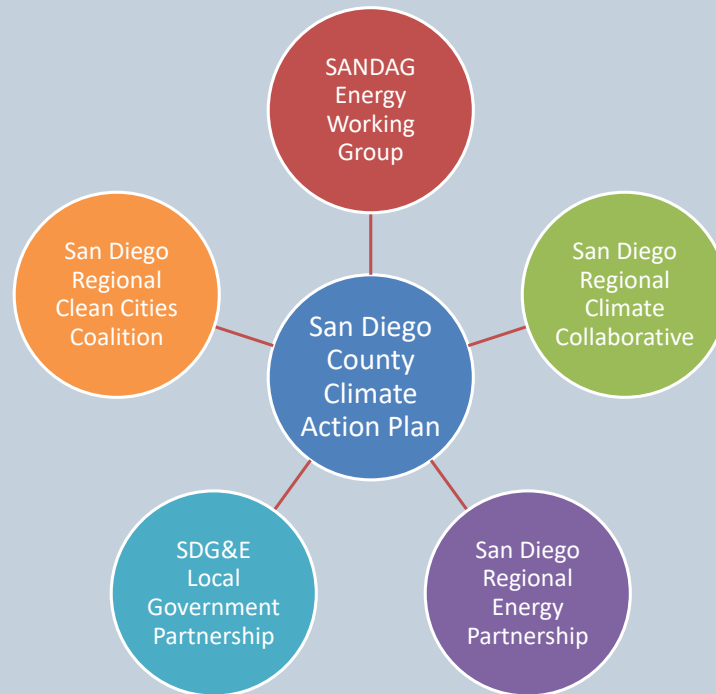 SANDAG
Energy
Working
Group
San Diego
Regional
Clean Cities
Coalition
San Diego
Regional
Climate
Collaborative
San Diego
County
Climate
Action Plan
SDG&E
Local
Government
Partnership
San Diego
Regional
Energy
Partnership